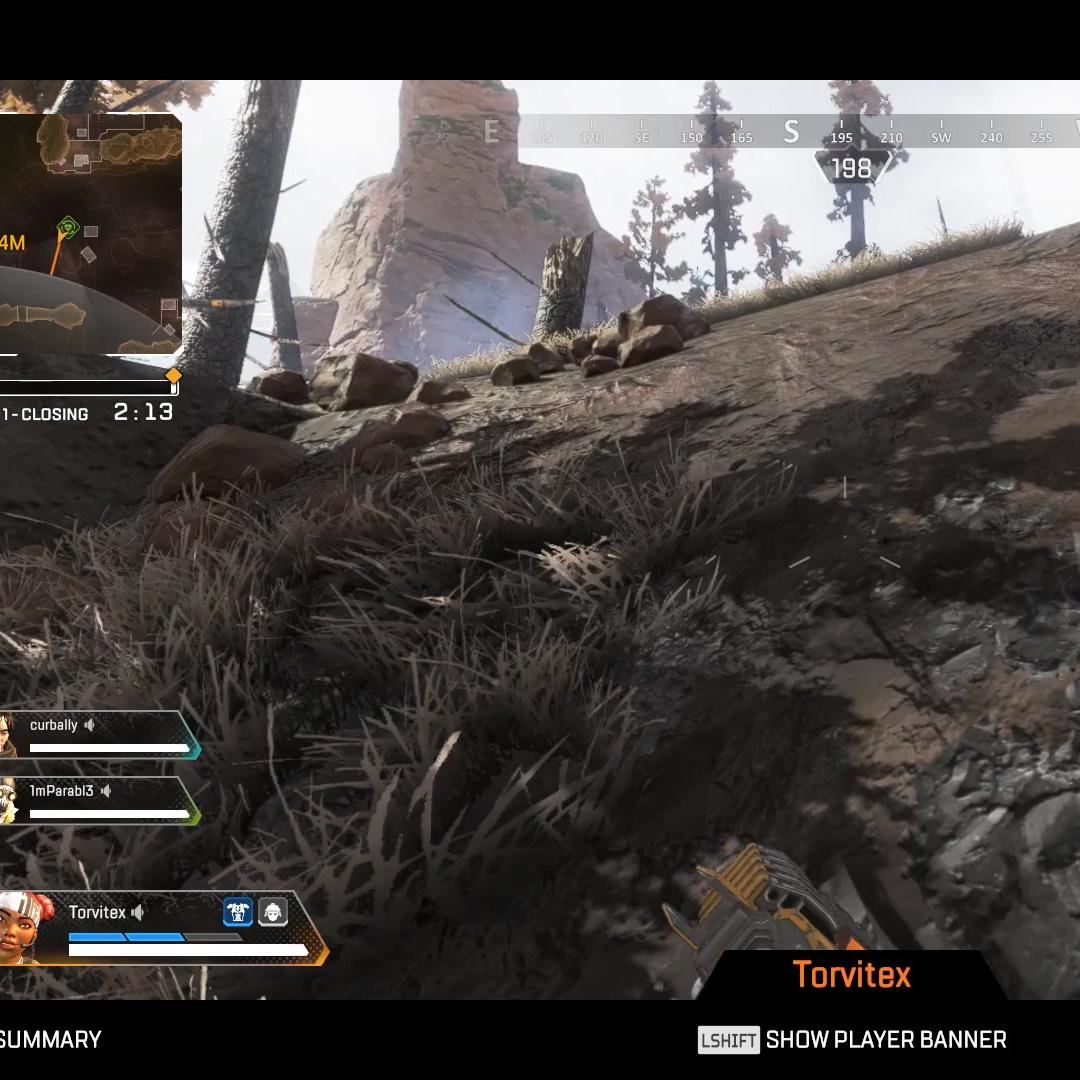 E 105 120 SE 150 165 S 195 210 SW 240 255
198
4M
1-CLOSING 2:13
curbally
1mParabl3
Torvitex
Torvitex
SUMMARY
LSHIFT SHOW PLAYER BANNER